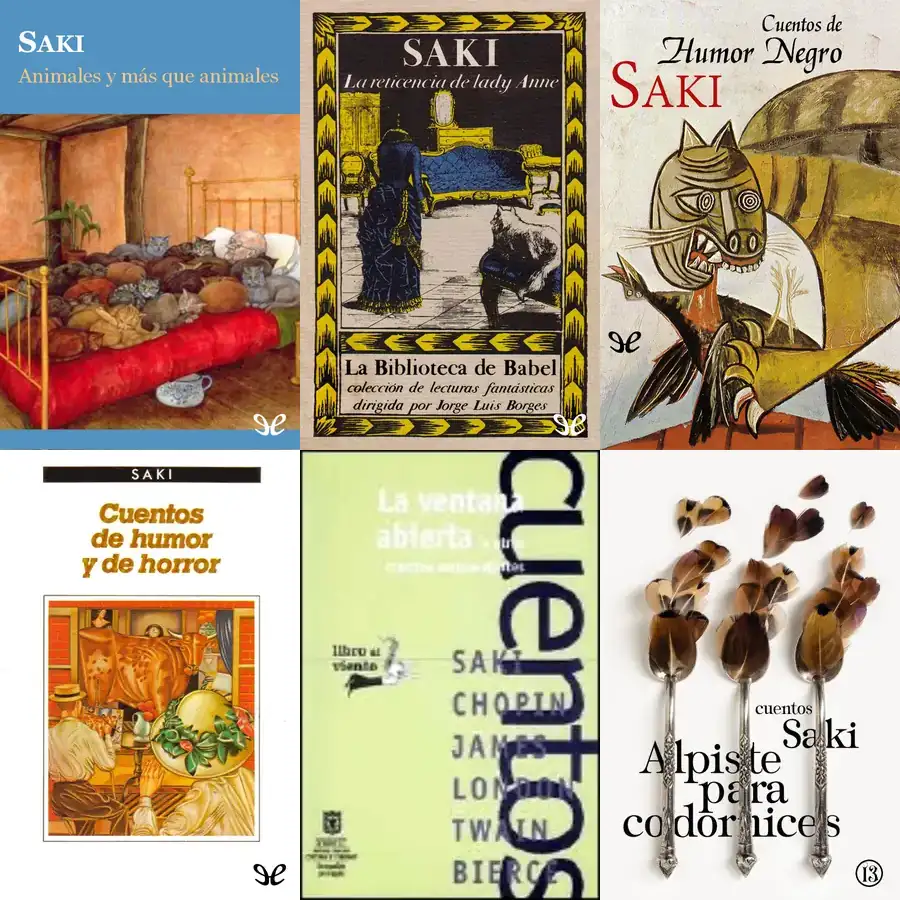 SAKI
Animales y más que animales
SAKI
La reticencia de lady Anne
La Biblioteca de Babel
colección de lecturas fantásticas
dirigida por Jorge Luis Borges
Cuentos de
Humor Negro
SAKI
SAKI
Cuentos
de humor
y de horror
La ventana
abierta
cuentos
libro al
viento
SAKI
CHOPIN
JAMES
LONDON
TWAIN
BIERCE
cuentos
Saki
Alpiste
para
codornices
13